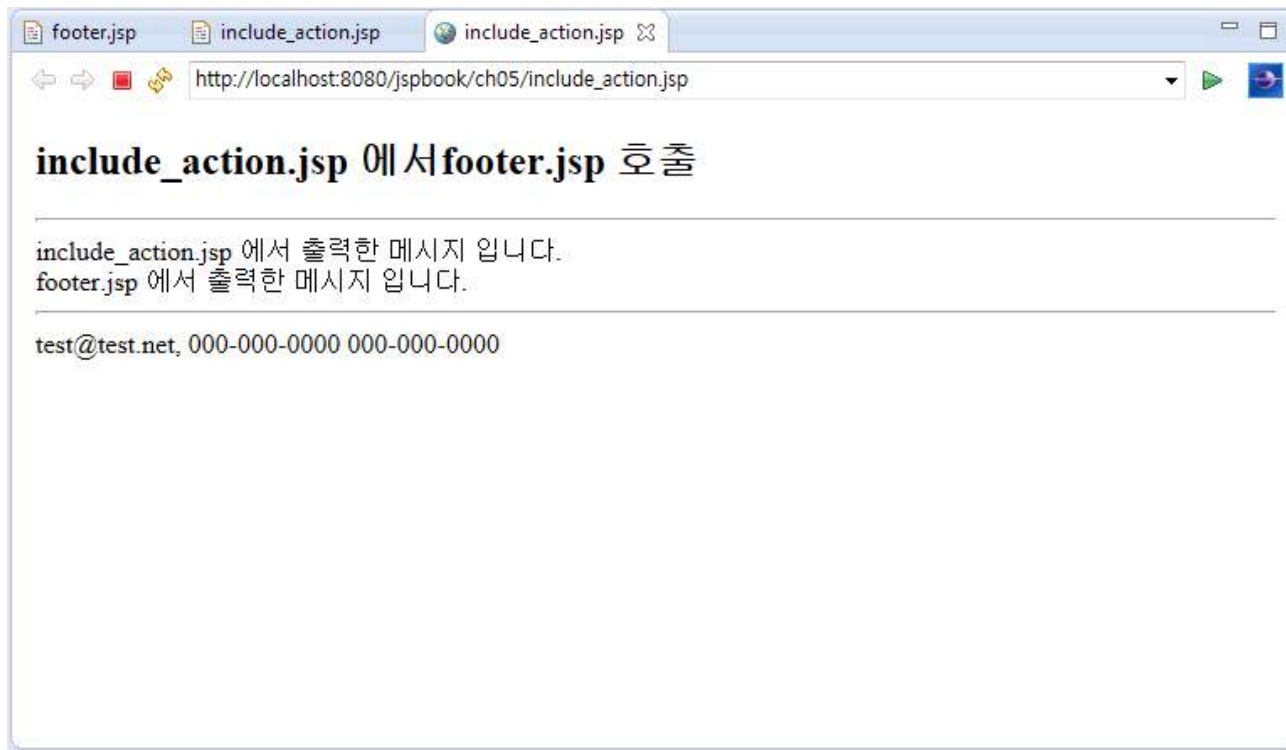 footer.jsp
include_action.jsp
include_action.jsp
http://localhost:8080/jspbook/ch05/include_action.jsp
include_action.jsp 에서footer.jsp 호출
include_action.jsp 에서 출력한 메시지 입니다.
footer.jsp 에서 출력한 메시지 입니다.
test@test.net, 000-000-0000 000-000-0000